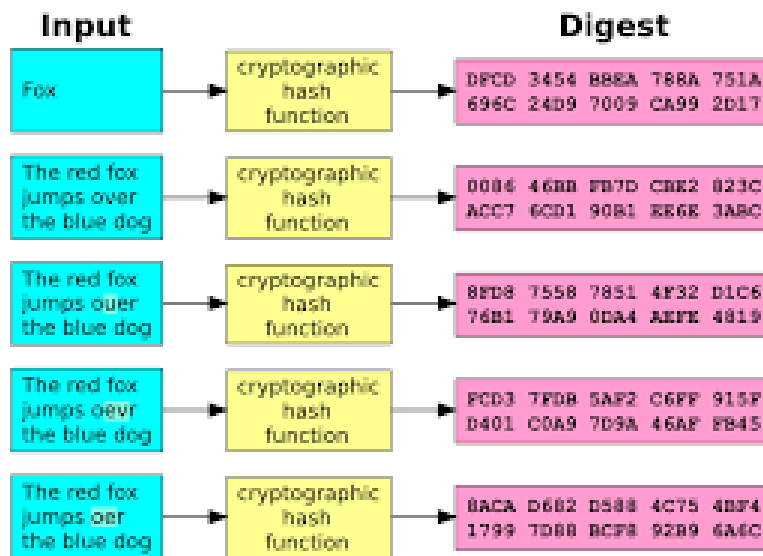 Input
Digest
Fox
cryptographic
hash
function
DFCD 3454 BBEA 788A 751A
696C 24D9 7009 CA99 2D17
The red fox
jumps over
the blue dog
cryptographic
hash
function
0086 46BB FB7D CBE2 823C
ACC7 6CD1 90B1 EE6E 3ABC
The red fox
jumps ouer
the blue dog
cryptographic
hash
function
8FD8 7558 7851 4F32 D1C6
76B1 79A9 0DA4 AEFE 4819
The red fox
jumps oevr
the blue dog
cryptographic
hash
function
FCD3 7FDB 5AF2 C6FF 915F
D401 C0A9 7D9A 46AF FB45
The red fox
jumps oer
the blue dog
cryptographic
hash
function
8ACA D682 D588 4C75 4BF4
1799 7D88 BCF8 92B9 6A6C